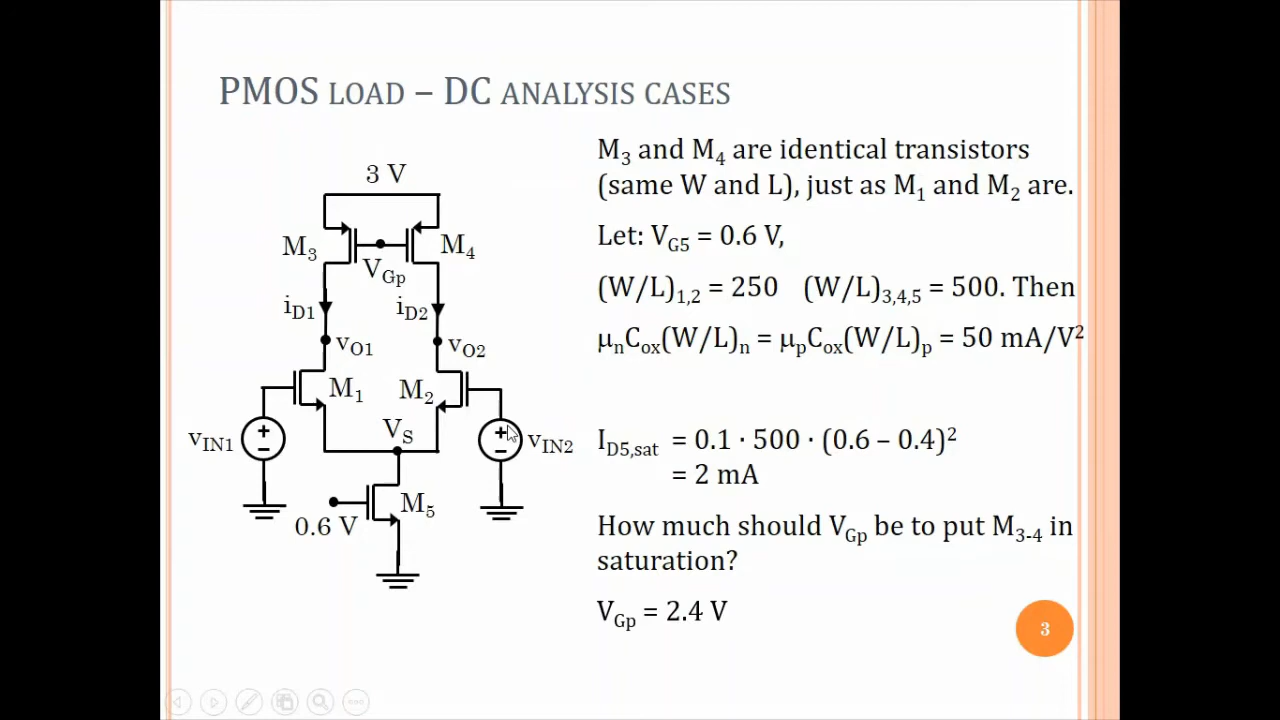 PMOS LOAD – DC ANALYSIS CASES
3 V
M3
M4
VGp
iD1
iD2
vO1
vO2
M1
M2
VS
vIN1
vIN2
M5
0.6 V
M3 and M4 are identical transistors
(same W and L), just as M1 and M2 are.
Let: VG5 = 0.6 V,
(W/L)1,2 = 250 (W/L)3,4,5 = 500. Then
μnCox(W/L)n = μpCox(W/L)p = 50 mA/V²
ID5,sat = 0.1 · 500 · (0.6 – 0.4)²
= 2 mA
How much should VGp be to put M3-4 in
saturation?
VGp = 2.4 V
3